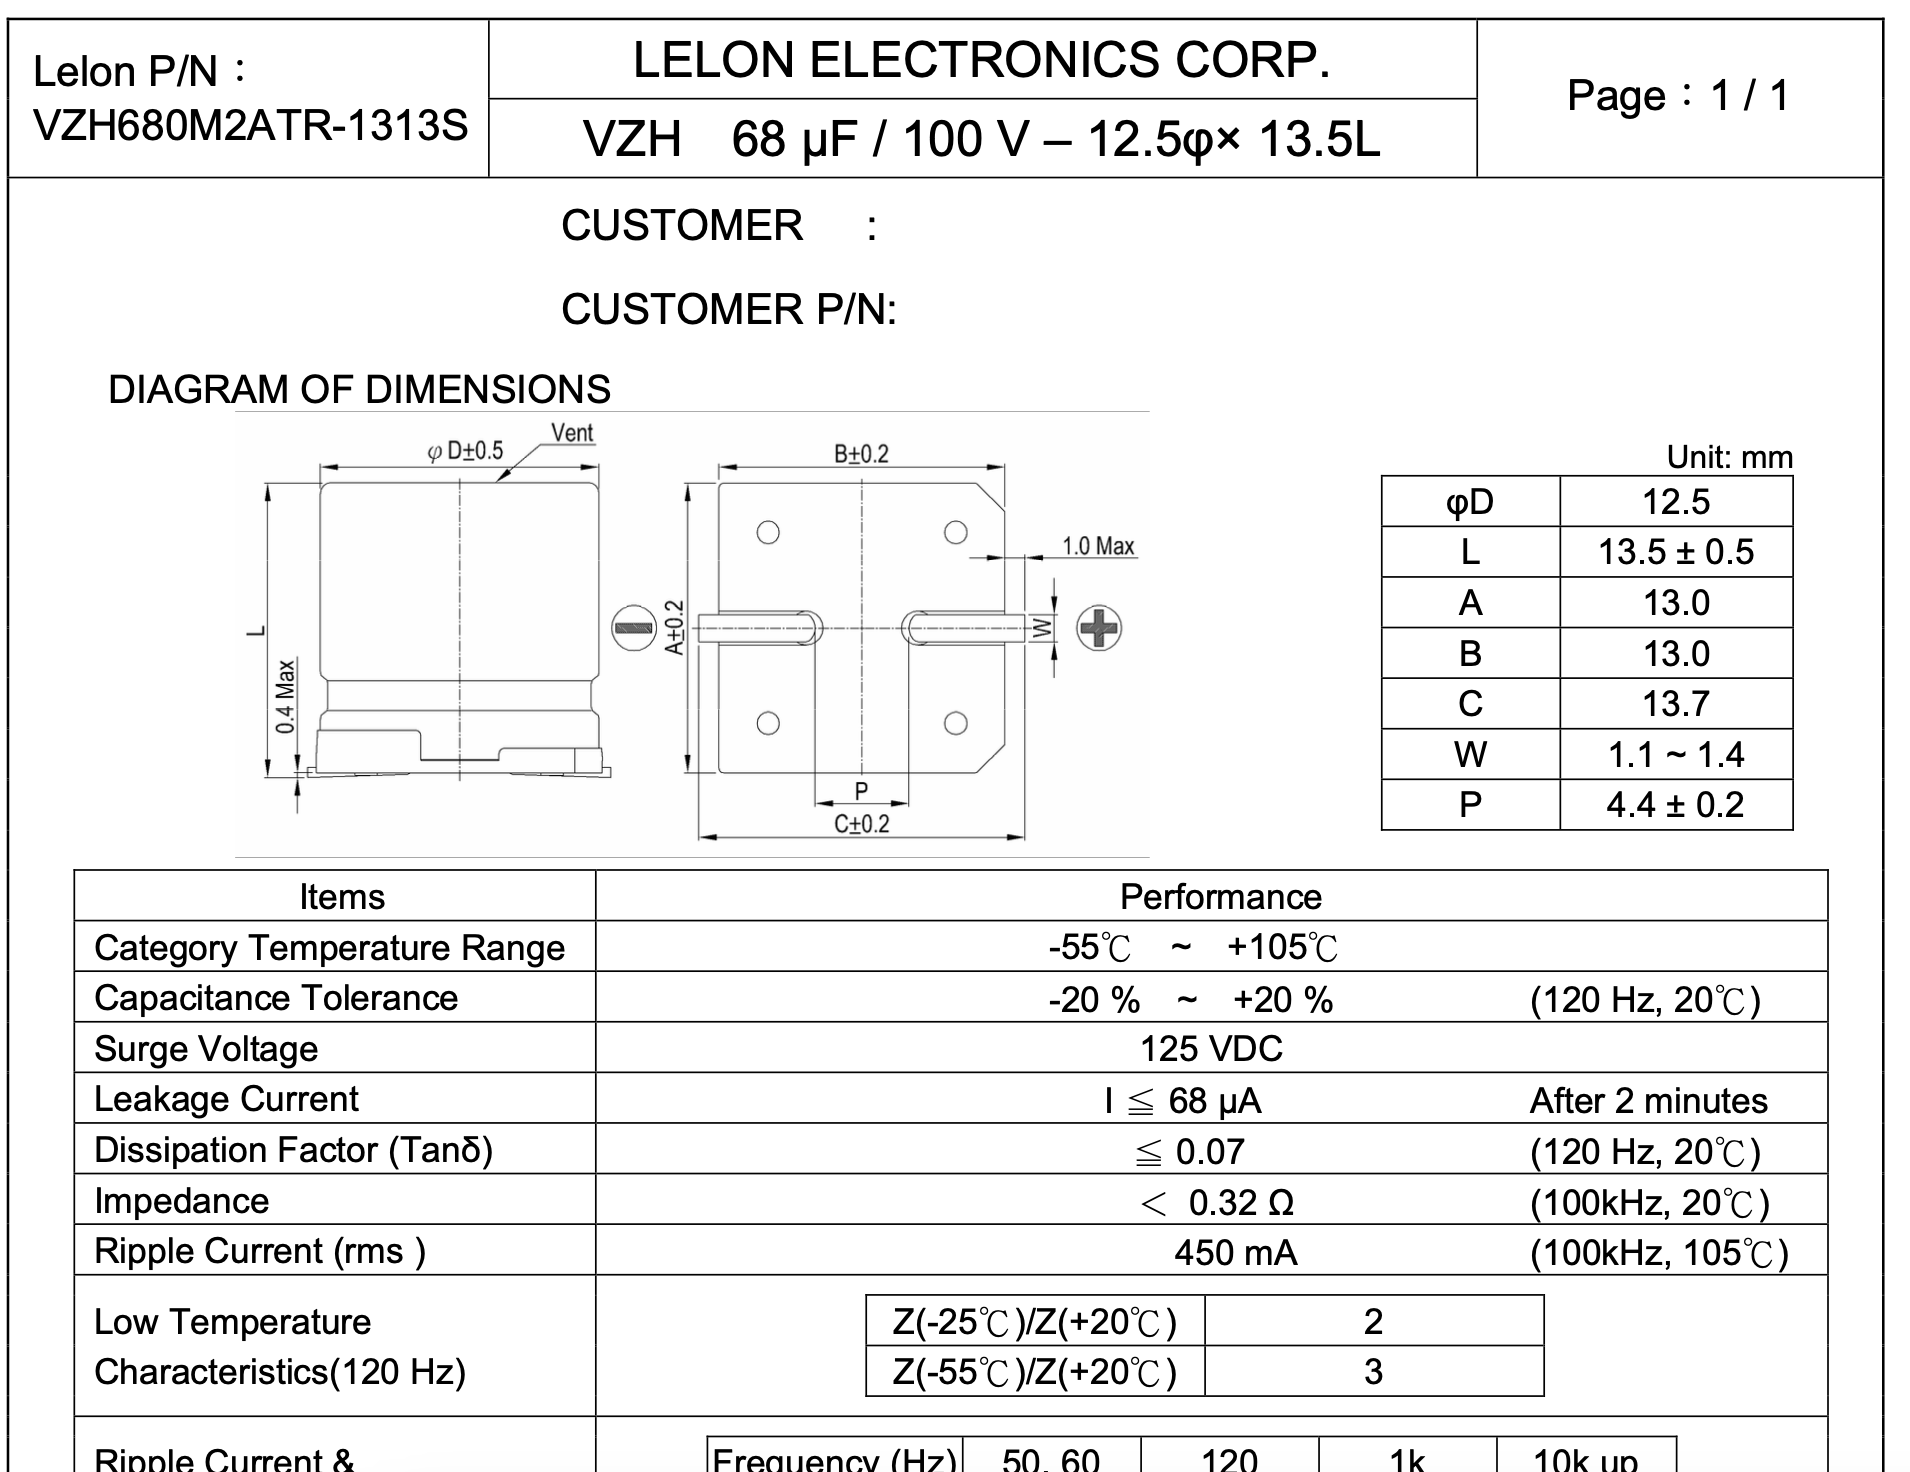 Lelon P/N：
VZH680M2ATR-1313S
LELON ELECTRONICS CORP.
VZH 68 µF / 100 V – 12.5φ× 13.5L
Page：1 / 1
CUSTOMER :
CUSTOMER P/N:
DIAGRAM OF DIMENSIONS
φ D±0.5
Vent
L
0.4 Max
B±0.2
A±0.2
1.0 Max
W
P
C±0.2
Unit: mm
φD 12.5
L 13.5 ± 0.5
A 13.0
B 13.0
C 13.7
W 1.1 ~ 1.4
P 4.4 ± 0.2
Items Performance
Category Temperature Range -55℃ ~ +105℃
Capacitance Tolerance -20 % ~ +20 % (120 Hz, 20℃)
Surge Voltage 125 VDC
Leakage Current I ≦ 68 µA After 2 minutes
Dissipation Factor (Tanδ) ≦ 0.07 (120 Hz, 20℃)
Impedance ＜ 0.32 Ω (100kHz, 20℃)
Ripple Current (rms ) 450 mA (100kHz, 105℃)
Low Temperature
Characteristics(120 Hz)
Z(-25℃)/Z(+20℃) 2
Z(-55℃)/Z(+20℃) 3
Ripple Current &
Frequency (Hz) 50, 60 120 1k 10k up